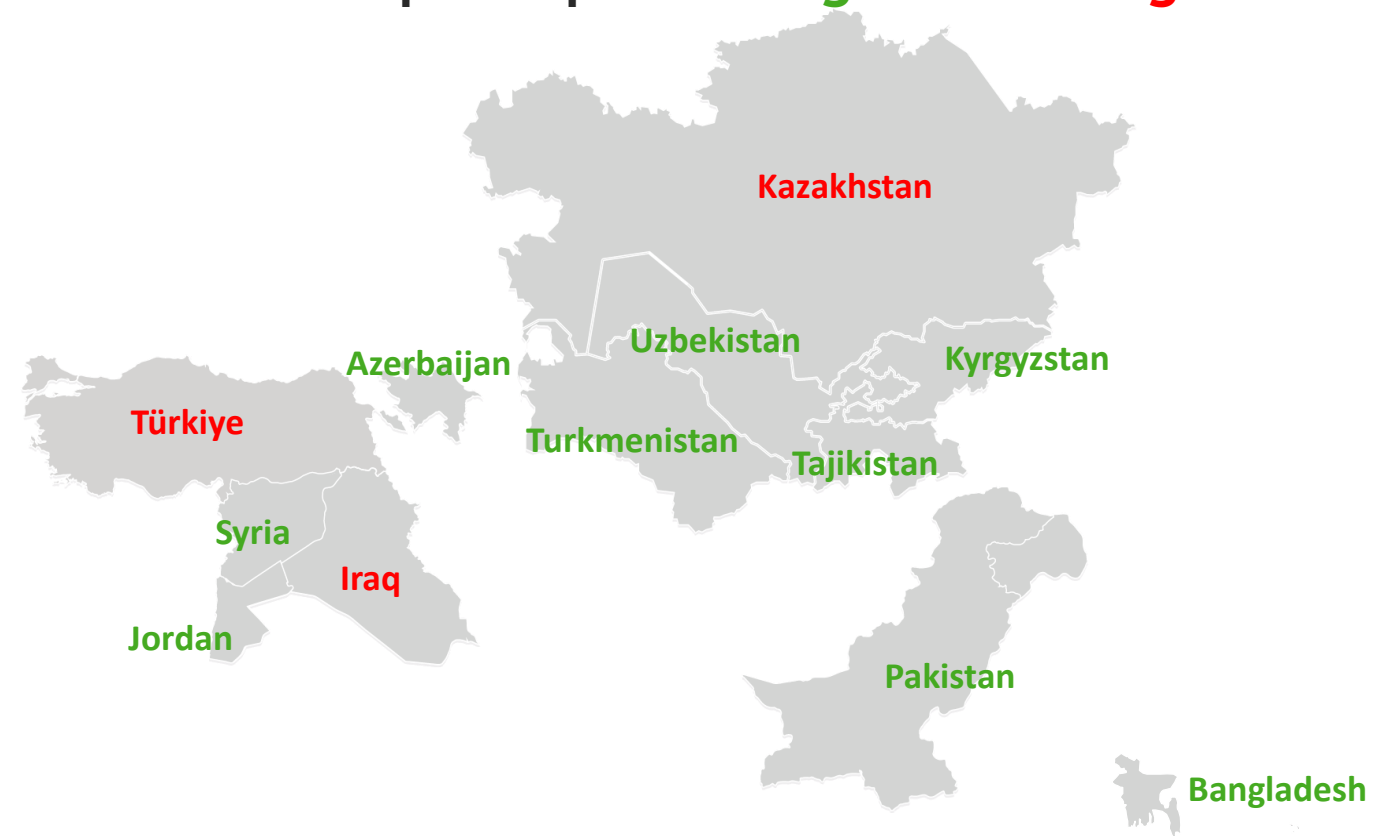 Kazakhstan
Uzbekistan
Kyrgyzstan
Azerbaijan
Türkiye
Turkmenistan
Tajikistan
Syria
Iraq
Jordan
Pakistan
Bangladesh